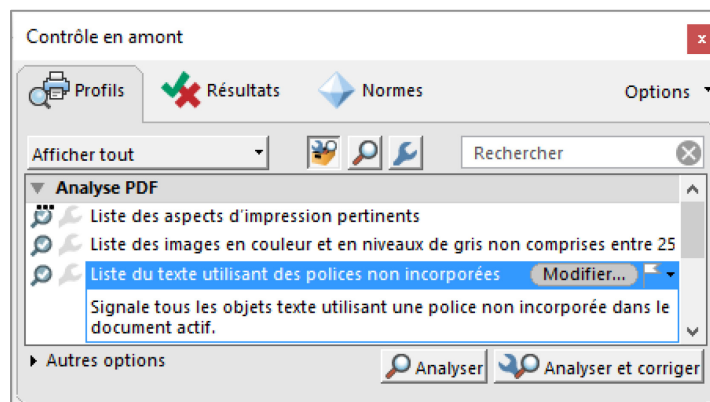 Contrôle en amont
x
Profils
Résultats
Normes
Options
Afficher tout
Rechercher
Analyse PDF
Liste des aspects d'impression pertinents
Liste des images en couleur et en niveaux de gris non comprises entre 25
Liste du texte utilisant des polices non incorporées
Modifier...
Signale tous les objets texte utilisant une police non incorporée dans le
document actif.
Autres options
Analyser
Analyser et corriger